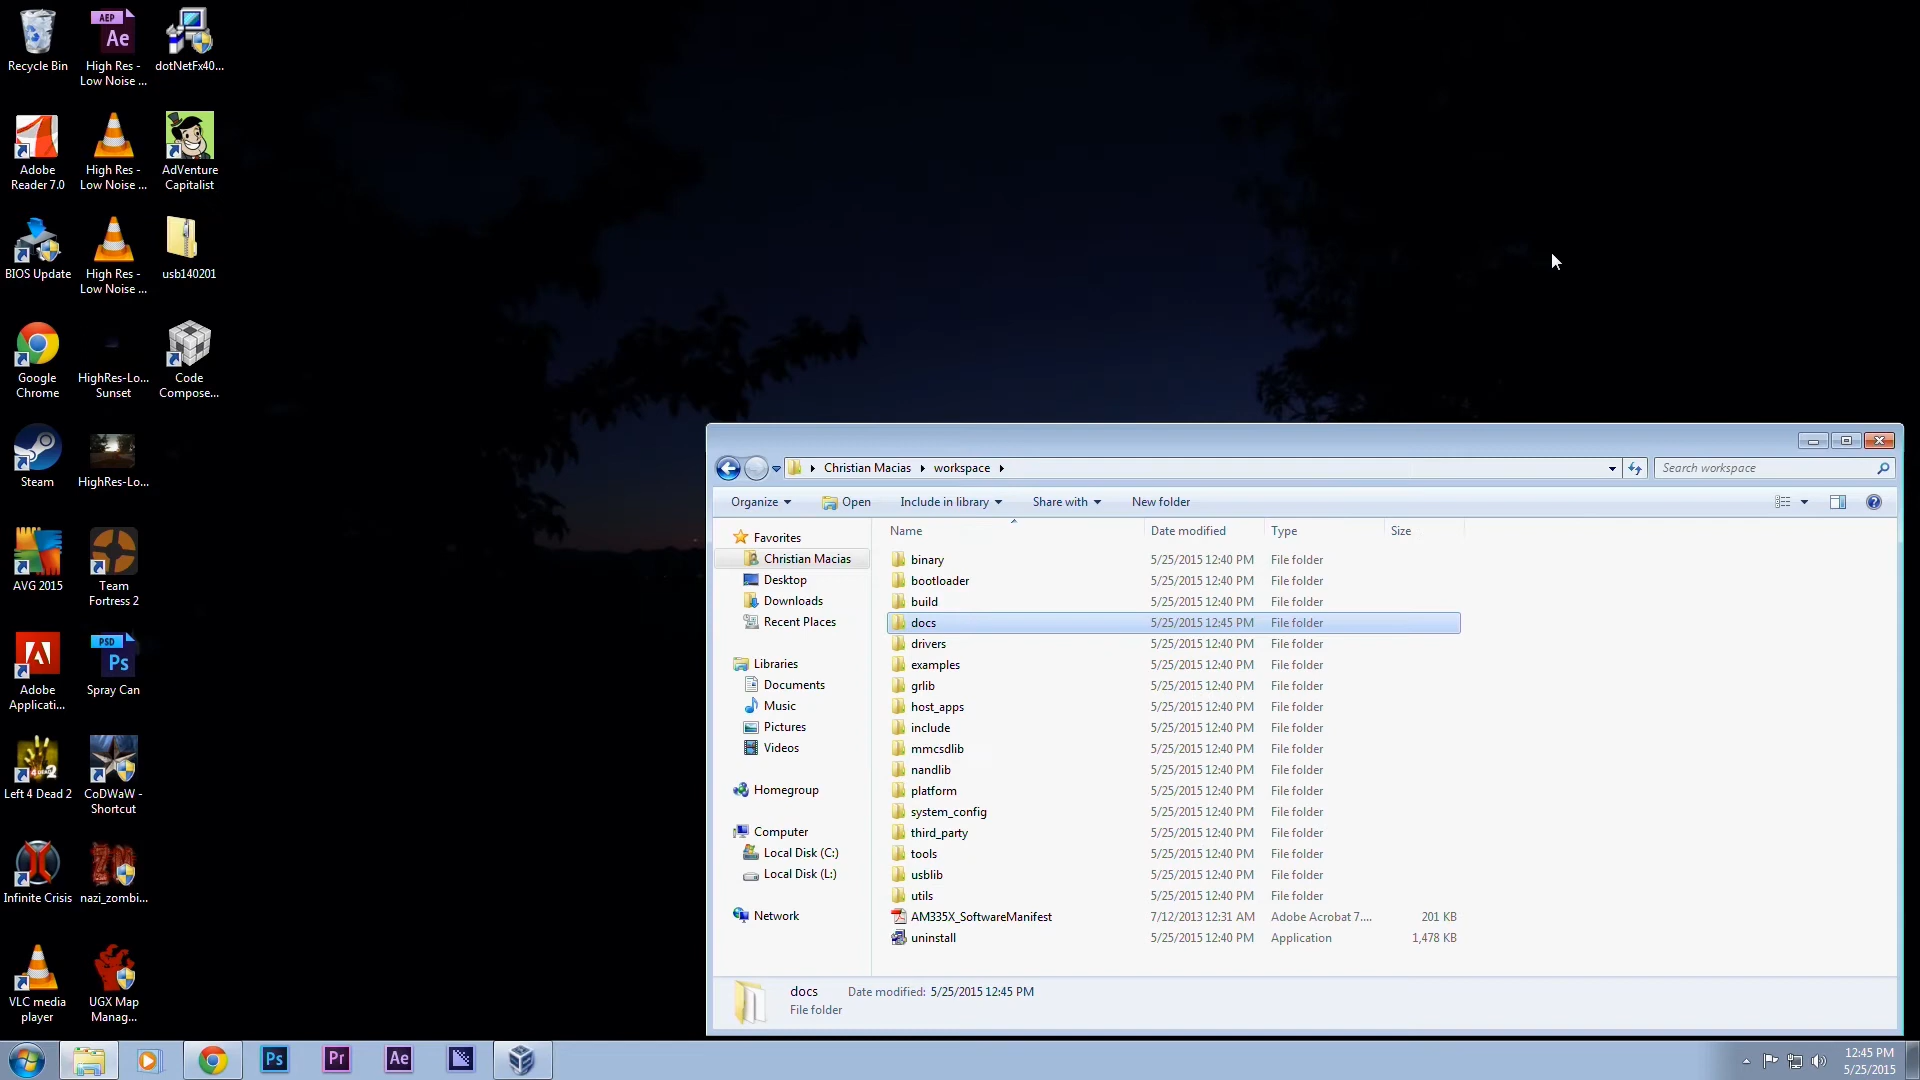 Recycle Bin
AEP
Ae
High Res -
Low Noise ...
dotNetFx40...
Adobe
Reader 7.0
High Res -
Low Noise ...
AdVenture
Capitalist
BIOS Update
High Res -
Low Noise ...
usb140201
Google
Chrome
HighRes-Lo...
Sunset
Code
Compose...
Steam
HighRes-Lo...
AVG 2015
Team
Fortress 2
Adobe
Applicati...
PSD
Ps
Spray Can
Left 4 Dead 2
CoDWaW -
Shortcut
Infinite Crisis
nazi_zombi...
VLC media
player
UGX Map
Manag...
Christian Macias
workspace
Search workspace
Organize
Open
Include in library
Share with
New folder
Favorites
Christian Macias
Desktop
Downloads
Recent Places
Libraries
Documents
Music
Pictures
Videos
Homegroup
Computer
Local Disk (C:)
Local Disk (L:)
Network
Name Date modified Type Size
binary 5/25/2015 12:40 PM File folder
bootloader 5/25/2015 12:40 PM File folder
build 5/25/2015 12:40 PM File folder
docs 5/25/2015 12:45 PM File folder
drivers 5/25/2015 12:40 PM File folder
examples 5/25/2015 12:40 PM File folder
grlib 5/25/2015 12:40 PM File folder
host_apps 5/25/2015 12:40 PM File folder
include 5/25/2015 12:40 PM File folder
mmcsdlib 5/25/2015 12:40 PM File folder
nandlib 5/25/2015 12:40 PM File folder
platform 5/25/2015 12:40 PM File folder
system_config 5/25/2015 12:40 PM File folder
third_party 5/25/2015 12:40 PM File folder
tools 5/25/2015 12:40 PM File folder
usblib 5/25/2015 12:40 PM File folder
utils 5/25/2015 12:40 PM File folder
AM335X_SoftwareManifest 7/12/2013 12:31 AM Adobe Acrobat 7.... 201 KB
uninstall 5/25/2015 12:40 PM Application 1,478 KB
docs Date modified: 5/25/2015 12:45 PM
File folder
Ps
Pr
Ae
12:45 PM
5/25/2015